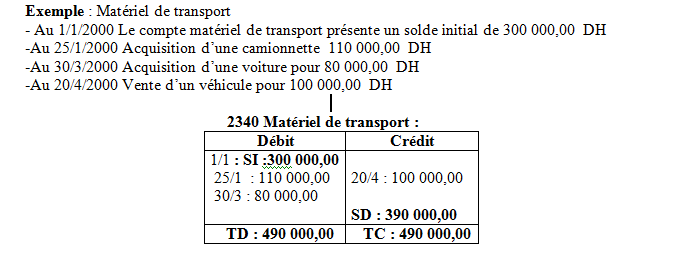 Exemple : Matériel de transport
- Au 1/1/2000 Le compte matériel de transport présente un solde initial de 300 000,00 DH
-Au 25/1/2000 Acquisition d’une camionnette 110 000,00 DH
-Au 30/3/2000 Acquisition d’une voiture pour 80 000,00 DH
-Au 20/4/2000 Vente d’un véhicule pour 100 000,00 DH
2340 Matériel de transport :
Débit Crédit
1/1 : SI :300 000,00
25/1 : 110 000,00 20/4 : 100 000,00
30/3 : 80 000,00
SD : 390 000,00
TD : 490 000,00 TC : 490 000,00